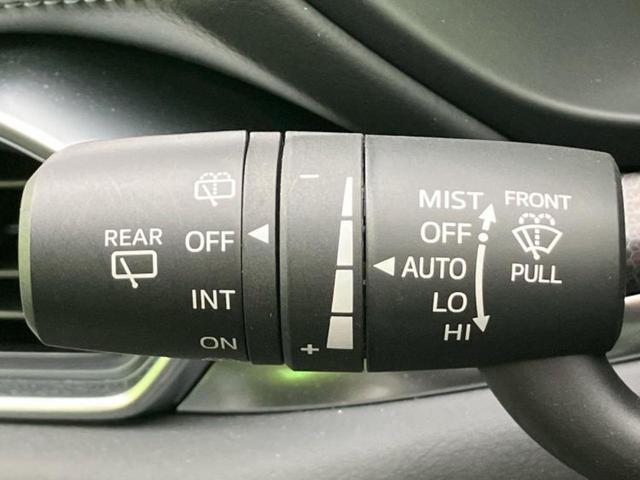 REAR
OFF
INT
ON
−
+
MIST
OFF
AUTO
LO
HI
FRONT
PULL